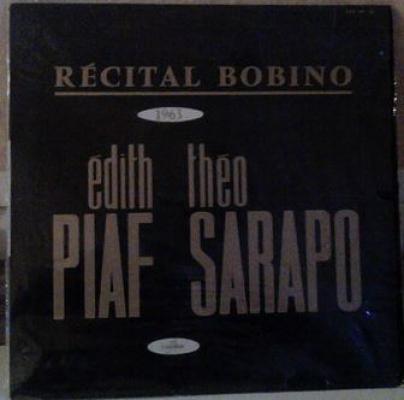 RÉCITAL BOBINO
1963
édith théo
PIAF SARAPO